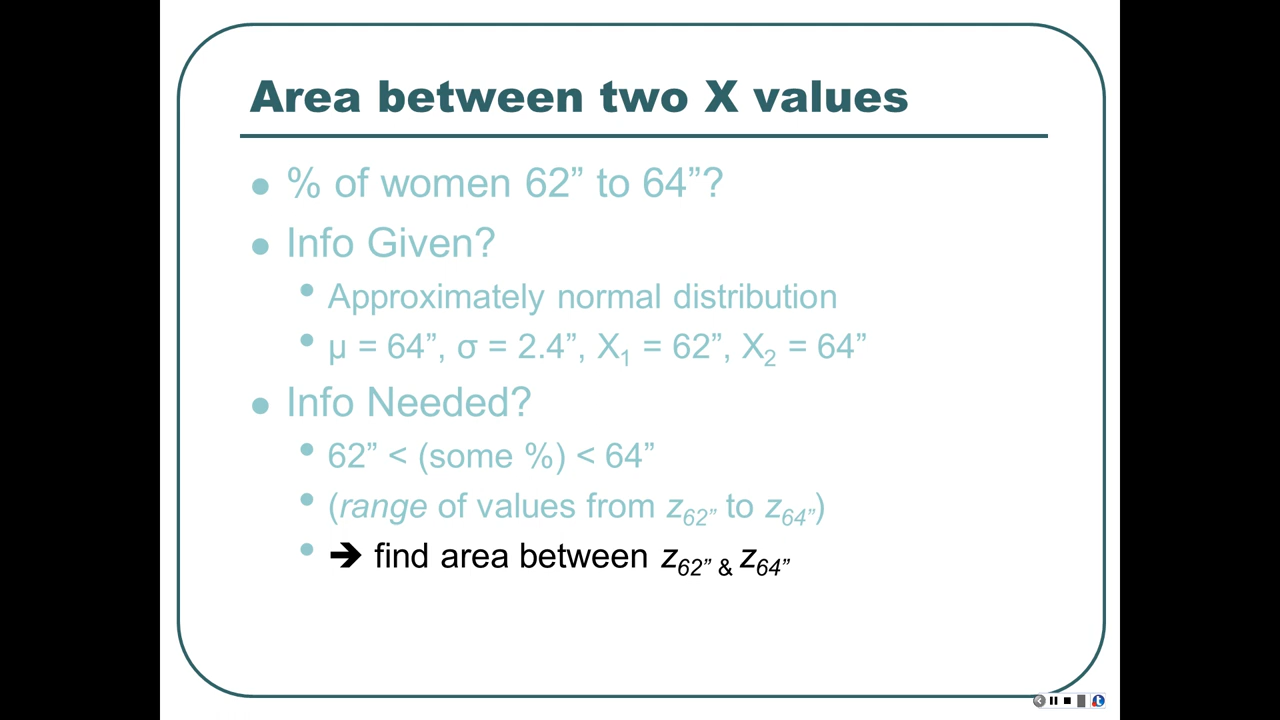 Area between two X values
● % of women 62” to 64”?
● Info Given?
• Approximately normal distribution
• μ = 64”, σ = 2.4”, X₁ = 62”, X₂ = 64”
● Info Needed?
• 62” < (some %) < 64”
• (range of values from z₆₂” to z₆₄”)
• ➔ find area between z₆₂” & z₆₄”